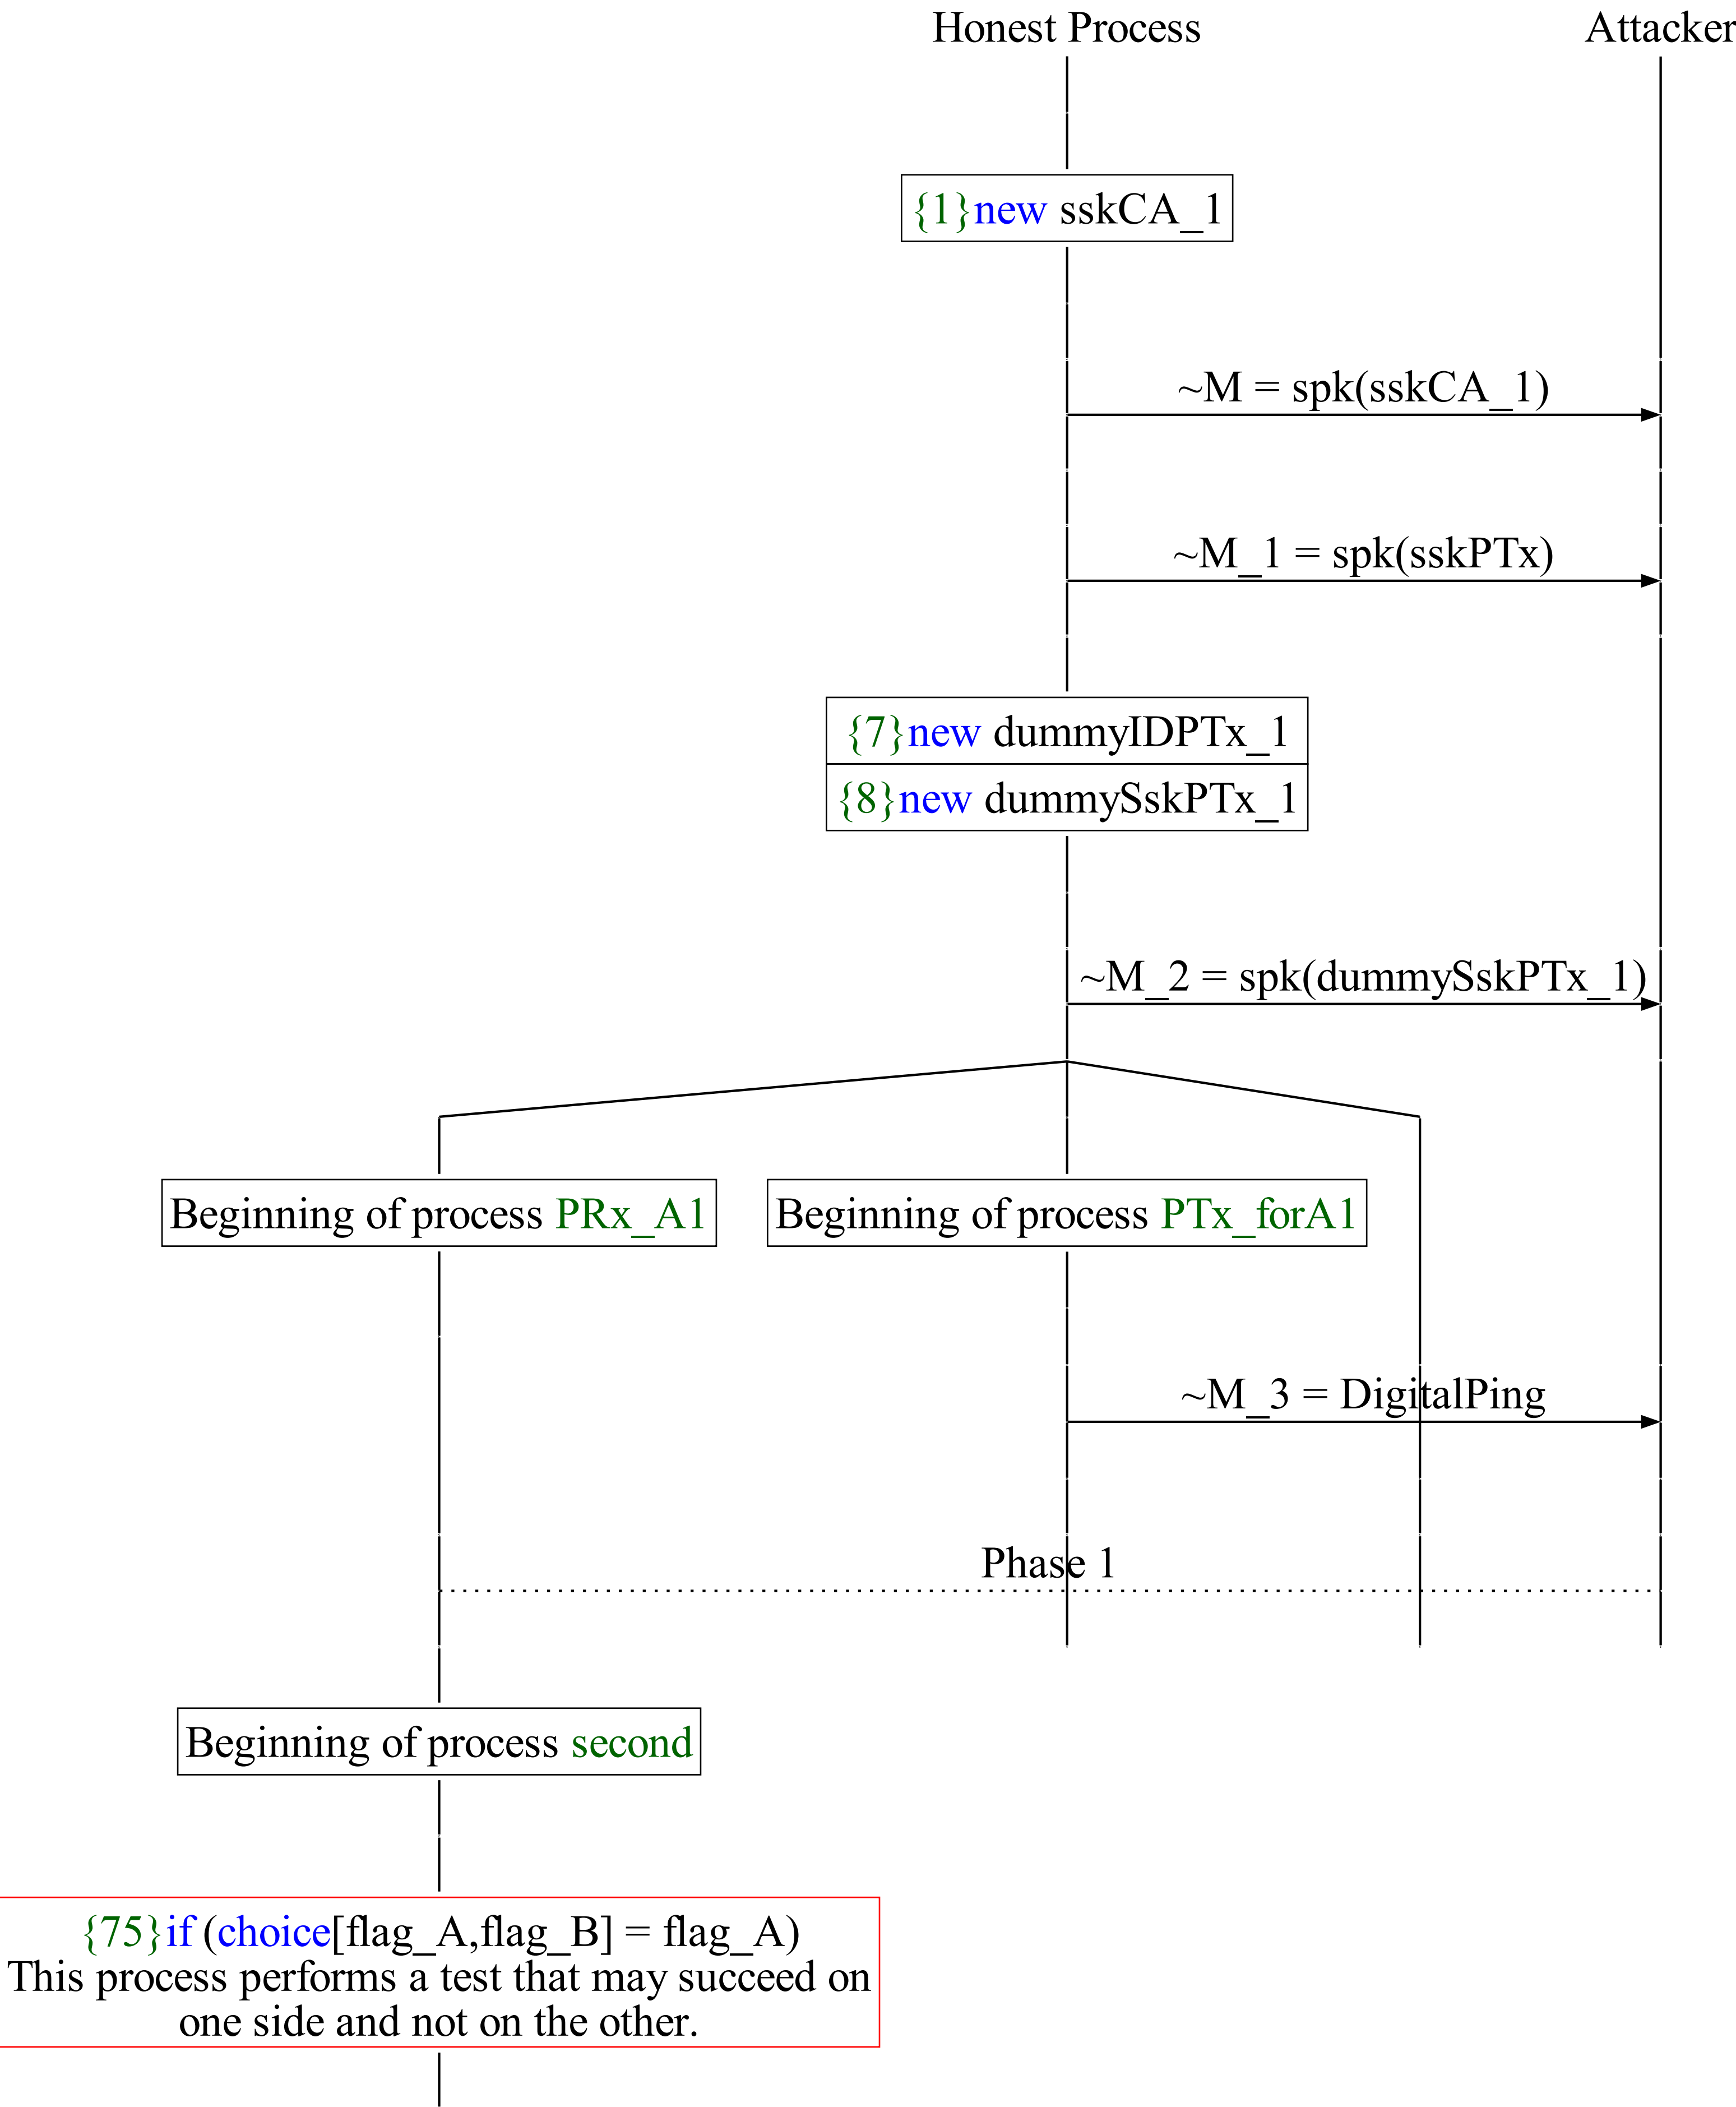 Honest Process
Attacker
{1}new sskCA_1
~M = spk(sskCA_1)
~M_1 = spk(sskPTx)
{7}new dummyIDPTx_1
{8}new dummySskPTx_1
~M_2 = spk(dummySskPTx_1)
Beginning of process PRx_A1
Beginning of process PTx_forA1
~M_3 = DigitalPing
Phase 1
Beginning of process second
{75}if (choice[flag_A,flag_B] = flag_A)
This process performs a test that may succeed on
one side and not on the other.